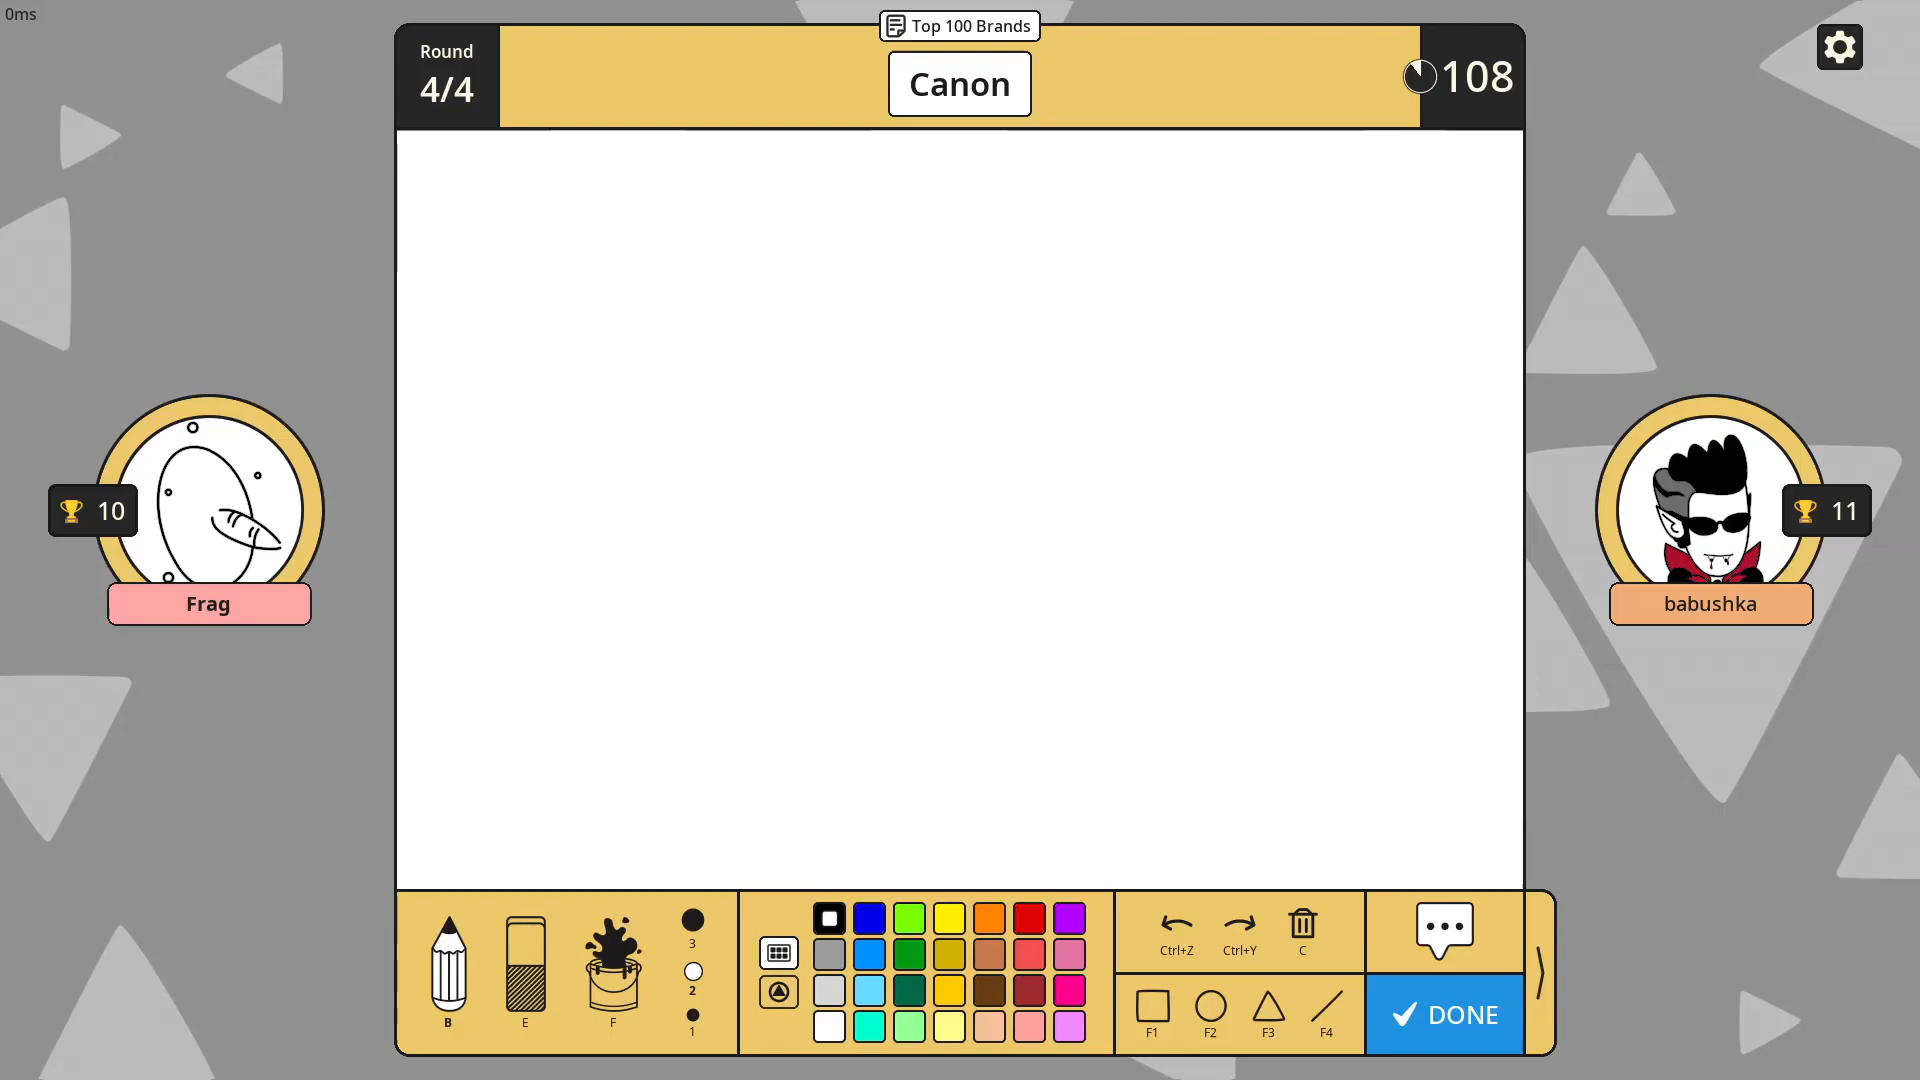 0ms
Top 100 Brands
Round
4/4
Canon
108
10
Frag
11
babushka
3
2
1
B
E
F
Ctrl+Z
Ctrl+Y
C
F1
F2
F3
F4
DONE